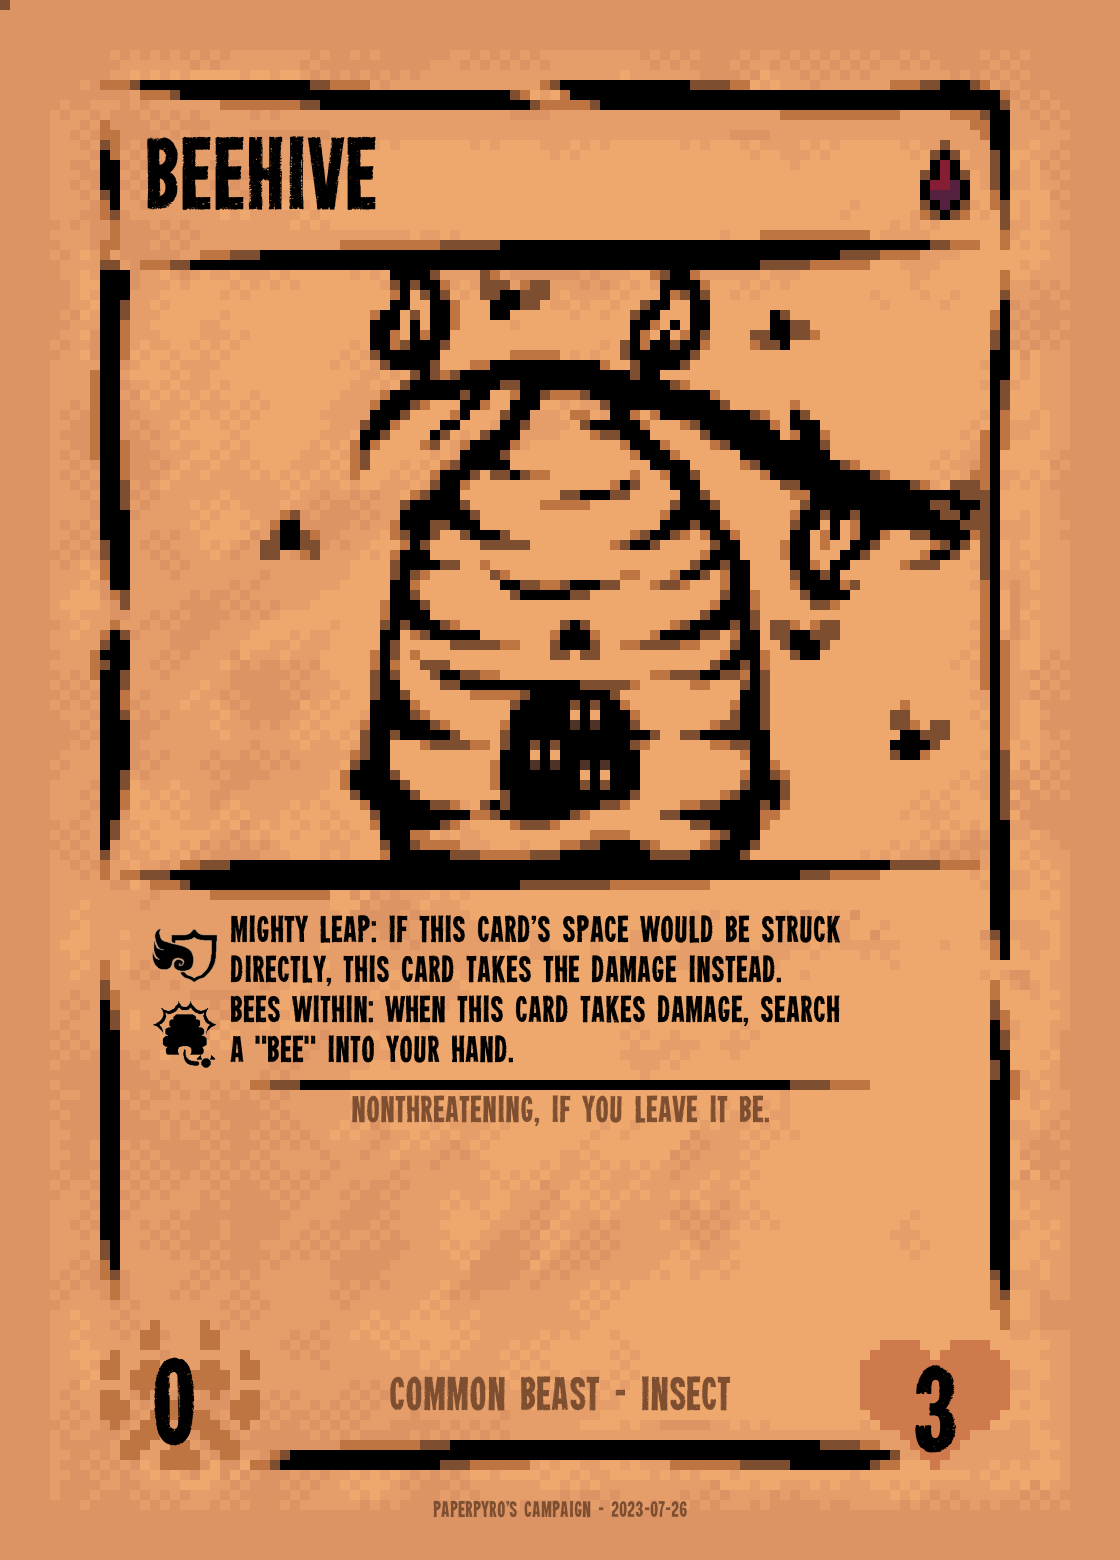 BEEHIVE
MIGHTY LEAP: IF THIS CARD'S SPACE WOULD BE STRUCK
DIRECTLY, THIS CARD TAKES THE DAMAGE INSTEAD.
BEES WITHIN: WHEN THIS CARD TAKES DAMAGE, SEARCH
A "BEE" INTO YOUR HAND.
NONTHREATENING, IF YOU LEAVE IT BE.
0
COMMON BEAST - INSECT
3
PAPERPYRO'S CAMPAIGN - 2023-07-26